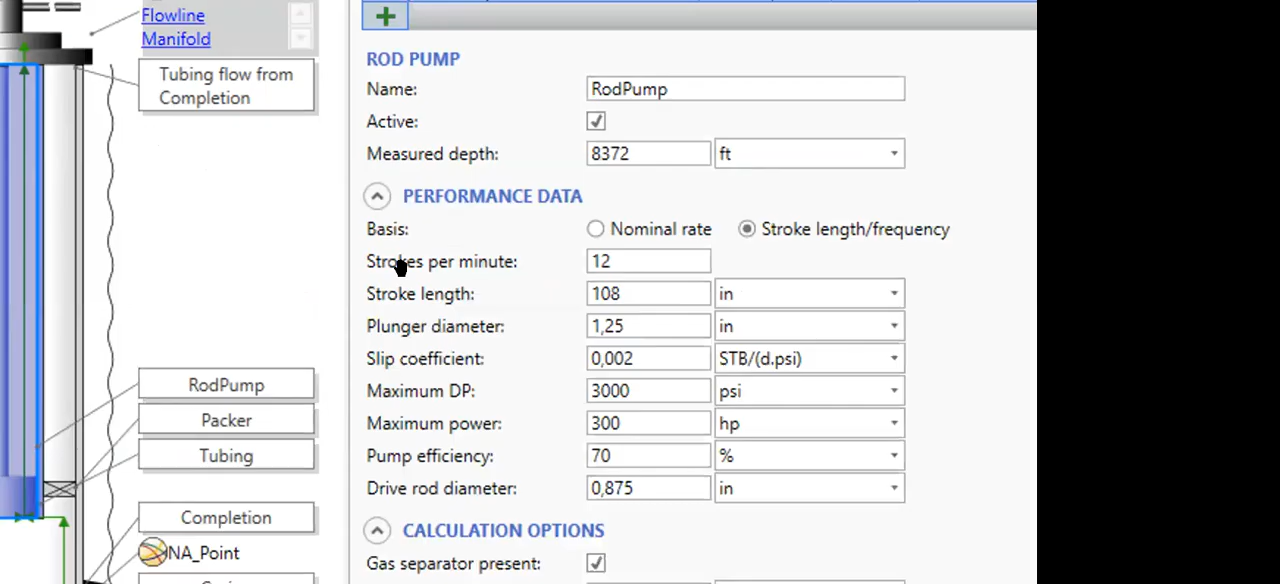 Flowline
Manifold
Tubing flow from
Completion
RodPump
Packer
Tubing
Completion
NA_Point
ROD PUMP
Name: RodPump
Active:
Measured depth: 8372 ft
PERFORMANCE DATA
Basis: Nominal rate Stroke length/frequency
Strokes per minute: 12
Stroke length: 108 in
Plunger diameter: 1,25 in
Slip coefficient: 0,002 STB/(d.psi)
Maximum DP: 3000 psi
Maximum power: 300 hp
Pump efficiency: 70 %
Drive rod diameter: 0,875 in
CALCULATION OPTIONS
Gas separator present: